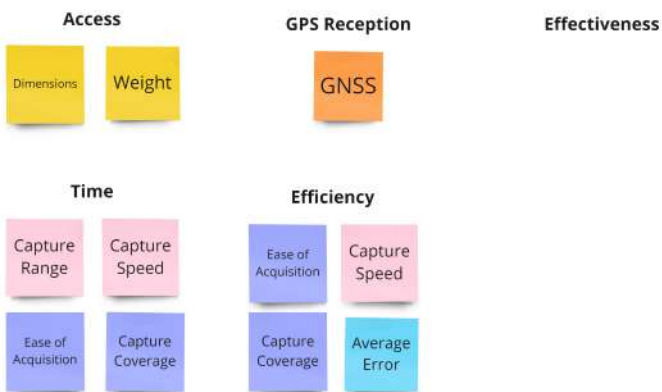 Access
GPS Reception
Effectiveness
Dimensions
Weight
GNSS
Time
Efficiency
Capture
Range
Capture
Speed
Ease of
Acquisition
Capture
Speed
Ease of
Acquisition
Capture
Coverage
Capture
Coverage
Average
Error